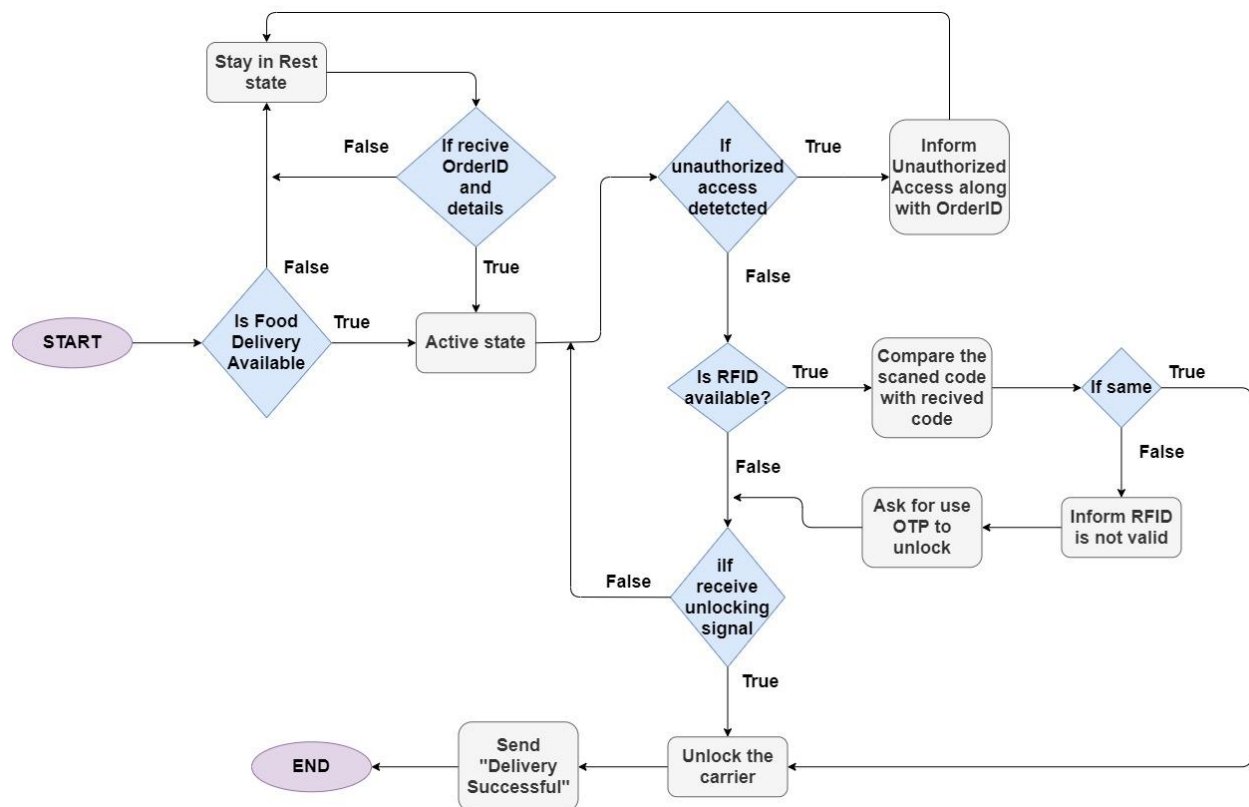 Stay in Rest
state
False
If recive
OrderID
and
details
If
unauthorized
access
detetcted
True
Inform
Unauthorized
Access along
with OrderID
False
True
False
START
Is Food
Delivery
Available
True
Active state
Is RFID
available?
True
Compare the
scaned code
with recived
code
If same
True
False
False
Ask for use
OTP to
unlock
Inform RFID
is not valid
False
iIf
receive
unlocking
signal
True
END
Send
"Delivery
Successful"
Unlock the
carrier